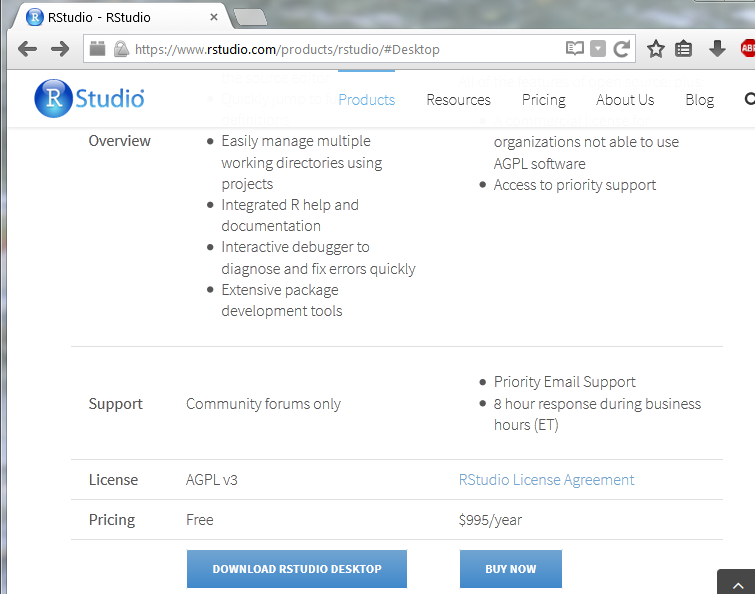 RStudio - RStudio
https://www.rstudio.com/products/rstudio/#Desktop
R Studio
Products Resources Pricing About Us Blog
Overview
Easily manage multiple
working directories using
projects
Integrated R help and
documentation
Interactive debugger to
diagnose and fix errors quickly
Extensive package
development tools
organizations not able to use
AGPL software
Access to priority support
Support
Community forums only
Priority Email Support
8 hour response during business
hours (ET)
License AGPL v3 RStudio License Agreement
Pricing Free $995/year
DOWNLOAD RSTUDIO DESKTOP BUY NOW